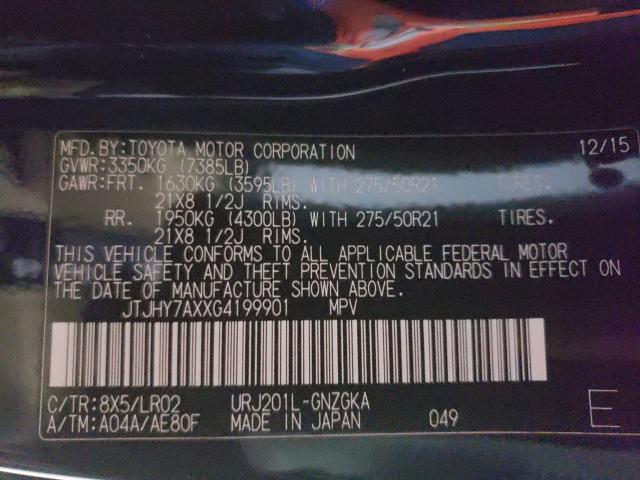 MFD.BY:TOYOTA MOTOR CORPORATION 12/15
GVWR:3350KG (7385LB)
GAWR:FRT. 1630KG (3595LB) WITH 275/50R21 TIRES.
21X8 1/2J RIMS.
RR. 1950KG (4300LB) WITH 275/50R21 TIRES.
21X8 1/2J RIMS.
THIS VEHICLE CONFORMS TO ALL APPLICABLE FEDERAL MOTOR
VEHICLE SAFETY AND THEFT PREVENTION STANDARDS IN EFFECT ON
THE DATE OF MANUFACTURE SHOWN ABOVE.
JTJHY7AXXG4199901 MPV
C/TR:8X5/LR02 URJ201L-GNZGKA
A/TM:A04A/AE80F MADE IN JAPAN 049 E